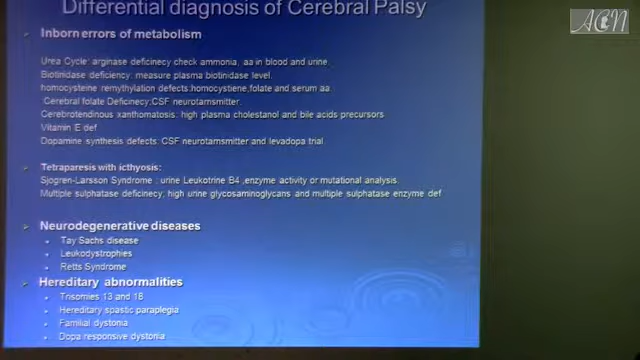 Differential diagnosis of Cerebral Palsy
ACN
Inborn errors of metabolism
Urea Cycle: arginase deficinecy check ammonia, aa in blood and urine.
Biotinidase deficiency: measure plasma biotinidase level.
homocysteine remythylation defects:homocystiene,folate and serum aa.
Cerebral folate Deficinecy:CSF neurotamsmitter.
Cerebrotendinous xanthomatosis: high plasma cholestanol and bile acids precursors
Vitamin E def
Dopamine synthesis defects: CSF neurotamsmitter and levadopa trial.
Tetraparesis with icthyosis:
Sjogren-Larsson Syndrome : urine Leukotrine B4 ,enzyme activity or mutational analysis.
Multiple sulphatase deficinecy; high urine glycosaminoglycans and multiple sulphatase enzyme def
Neurodegenerative diseases
Tay Sachs disease
Leukodystrophies
Retts Syndrome
Hereditary abnormalities
Trisomies 13 and 18
Hereditary spastic paraplegia
Familial dystonia
Dopa responsive dystonia